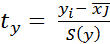 t_y = (y_i - x̅j̅) / S(y)